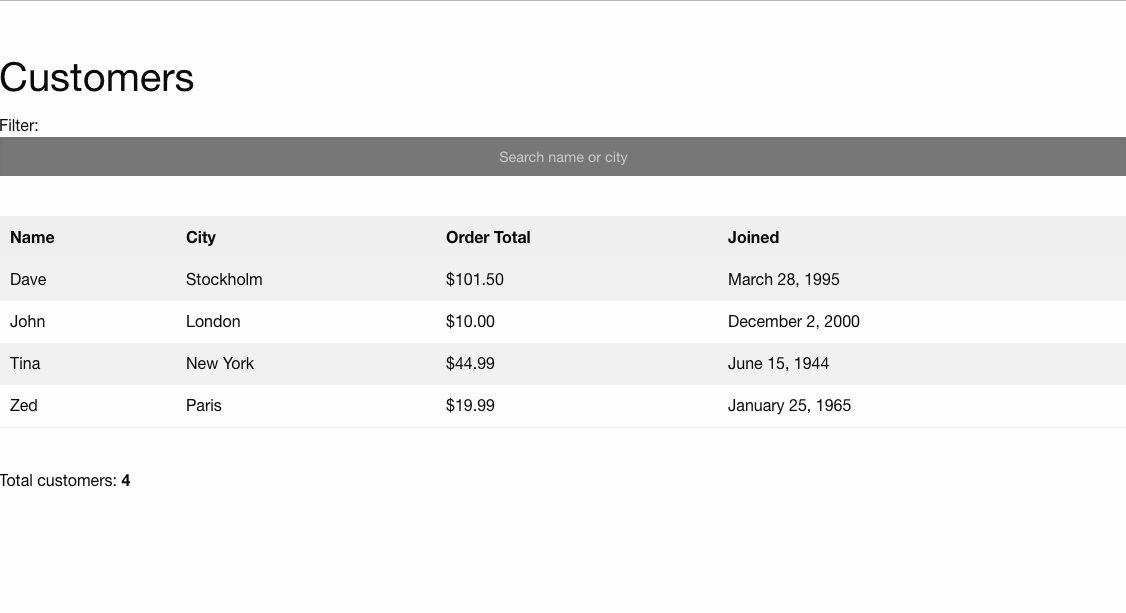 Customers
Filter:
Search name or city
Name City Order Total Joined
Dave Stockholm $101.50 March 28, 1995
John London $10.00 December 2, 2000
Tina New York $44.99 June 15, 1944
Zed Paris $19.99 January 25, 1965
Total customers: 4